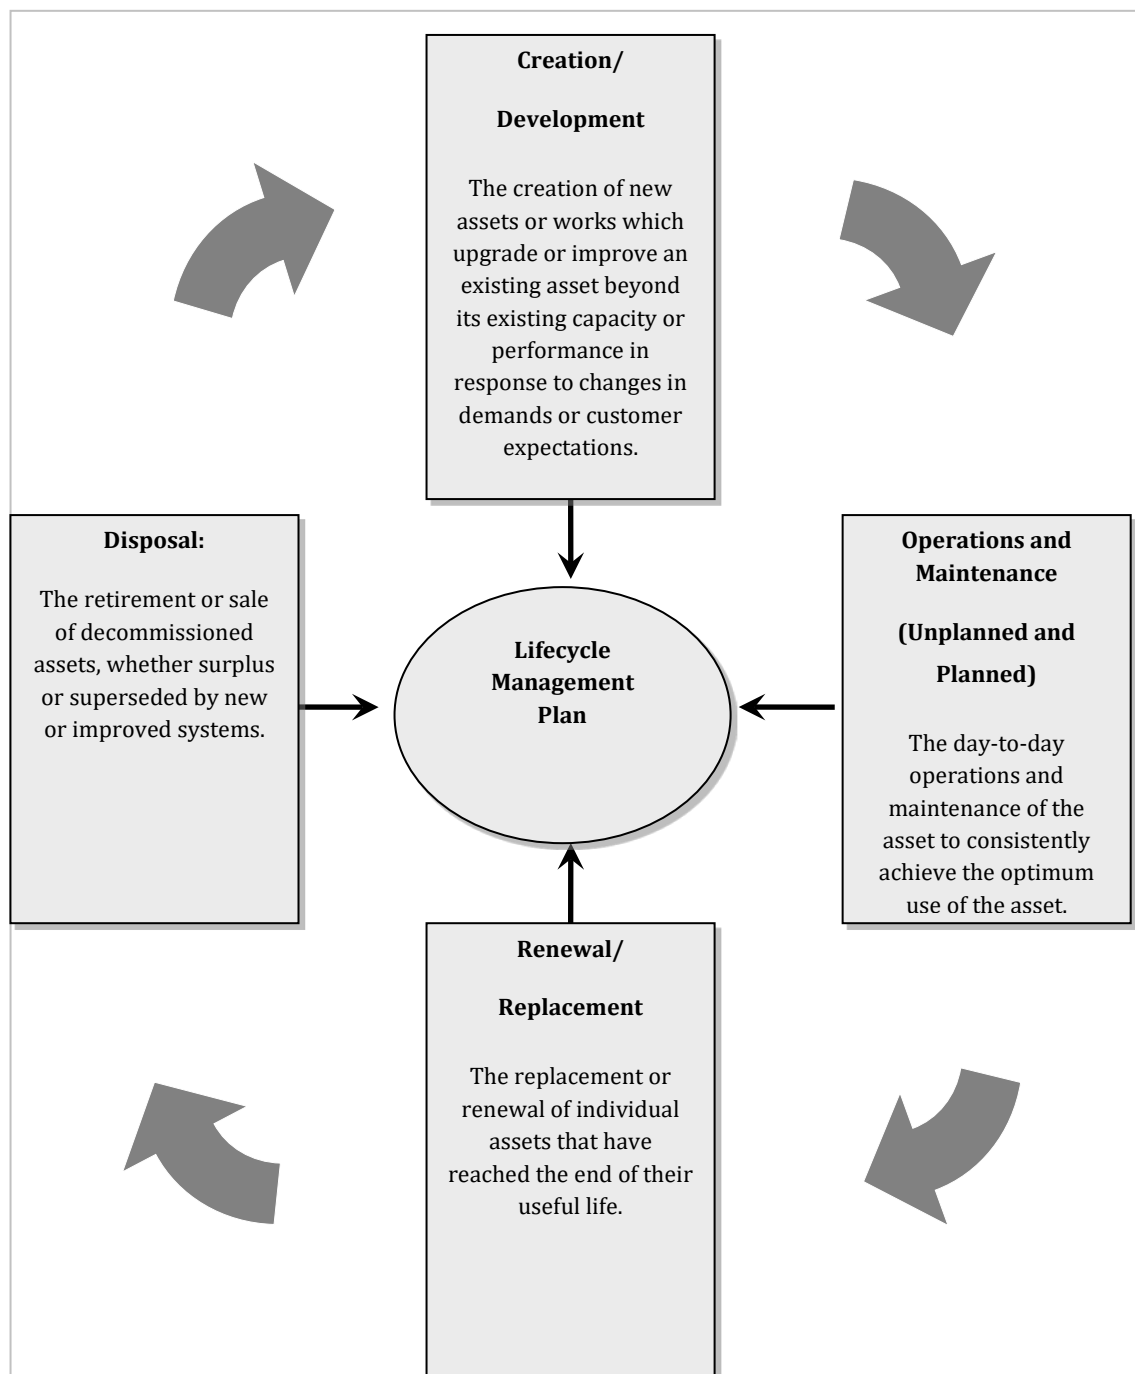 Creation/
Development
The creation of new
assets or works which
upgrade or improve an
existing asset beyond
its existing capacity or
performance in
response to changes in
demands or customer
expectations.
Disposal:
The retirement or sale
of decommissioned
assets, whether surplus
or superseded by new
or improved systems.
Lifecycle
Management
Plan
Operations and
Maintenance
(Unplanned and
Planned)
The day-to-day
operations and
maintenance of the
asset to consistently
achieve the optimum
use of the asset.
Renewal/
Replacement
The replacement or
renewal of individual
assets that have
reached the end of their
useful life.